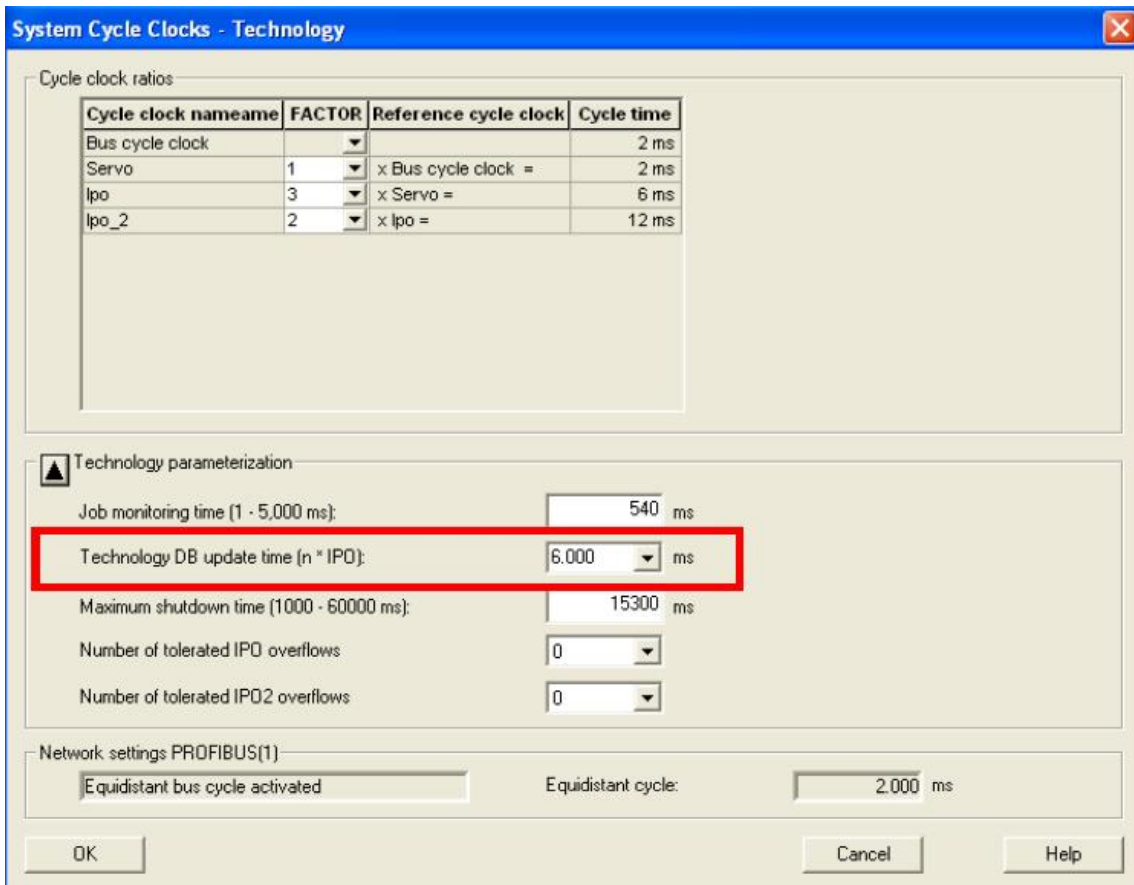 System Cycle Clocks - Technology
Cycle clock ratios
Cycle clock nameame FACTOR Reference cycle clock Cycle time
Bus cycle clock 2 ms
Servo 1 x Bus cycle clock = 2 ms
Ipo 3 x Servo = 6 ms
Ipo_2 2 x Ipo = 12 ms
Technology parameterization
Job monitoring time (1 - 5,000 ms): 540 ms
Technology DB update time (n * IPO): 6.000 ms
Maximum shutdown time (1000 - 60000 ms): 15300 ms
Number of tolerated IPO overflows 0
Number of tolerated IPO2 overflows 0
Network settings PROFIBUS(1)
Equidistant bus cycle activated Equidistant cycle: 2.000 ms
OK Cancel Help